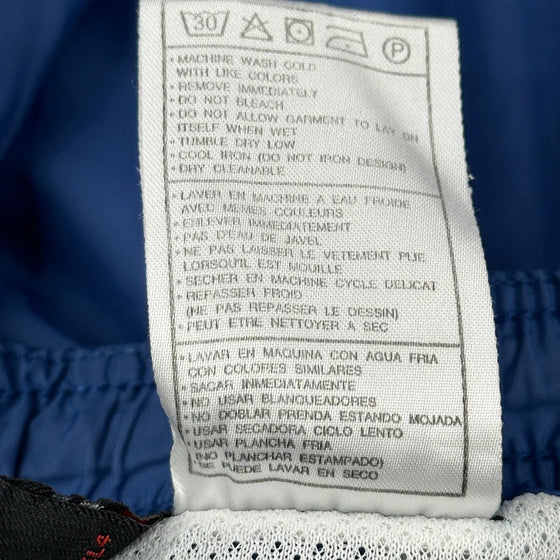 30 P
• MACHINE WASH COLD
WITH LIKE COLORS
• REMOVE IMMEDIATELY
• DO NOT BLEACH
• DO NOT ALLOW GARMENT TO LAY ON
ITSELF WHEN WET
• TUMBLE DRY LOW
• COOL IRON (DO NOT IRON DESIGN)
• DRY CLEANABLE
• LAVER EN MACHINE A EAU FROIDE
AVEC MEMES COULEURS
• ENLEVER IMMEDIATEMENT
• PAS D'EAU DE JAVEL
• NE PAS LAISSER LE VETEMENT PLIE
LORSQU'IL EST MOUILLE
• SECHER EN MACHINE CYCLE DELICAT
• REPASSER FROID
(NE PAS REPASSER LE DESSIN)
• PEUT ETRE NETTOYER A SEC
• LAVAR EN MAQUINA CON AGUA FRIA
CON COLORES SIMILARES
• SACAR INMEDIATAMENTE
• NO USAR BLANQUEADORES
• NO DOBLAR PRENDA ESTANDO MOJADA
• USAR SECADORA CICLO LENTO
• USAR PLANCHA FRIA
(NO PLANCHAR ESTAMPADO)
• SE PUEDE LAVAR EN SECO